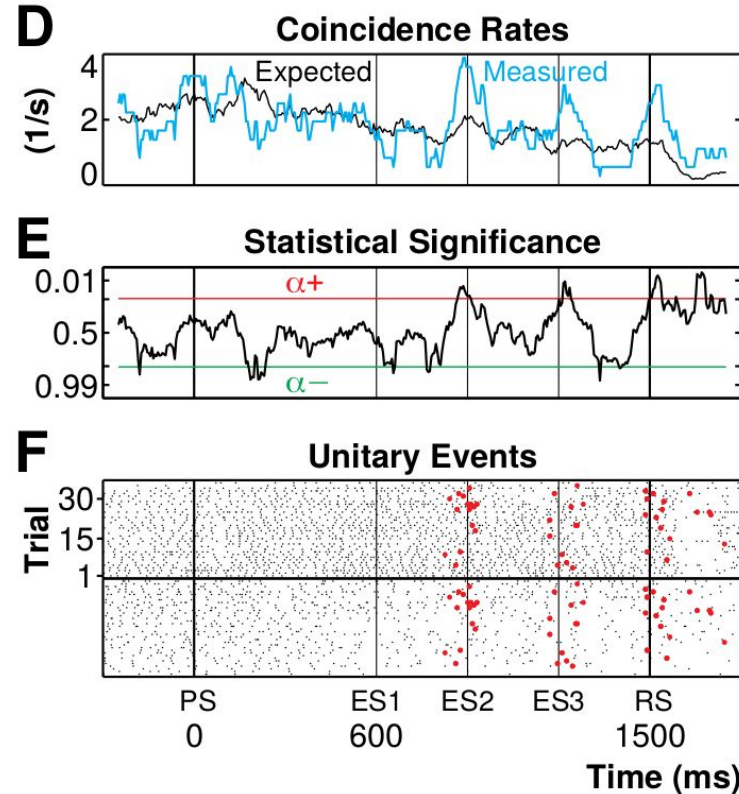 D
Coincidence Rates
Expected
Measured
(1/s)
4
2
0
E
Statistical Significance
0.01
0.5
0.99
α+
α−
F
Unitary Events
Trial
30
15
1
PS ES1 ES2 ES3 RS
0 600 1500
Time (ms)